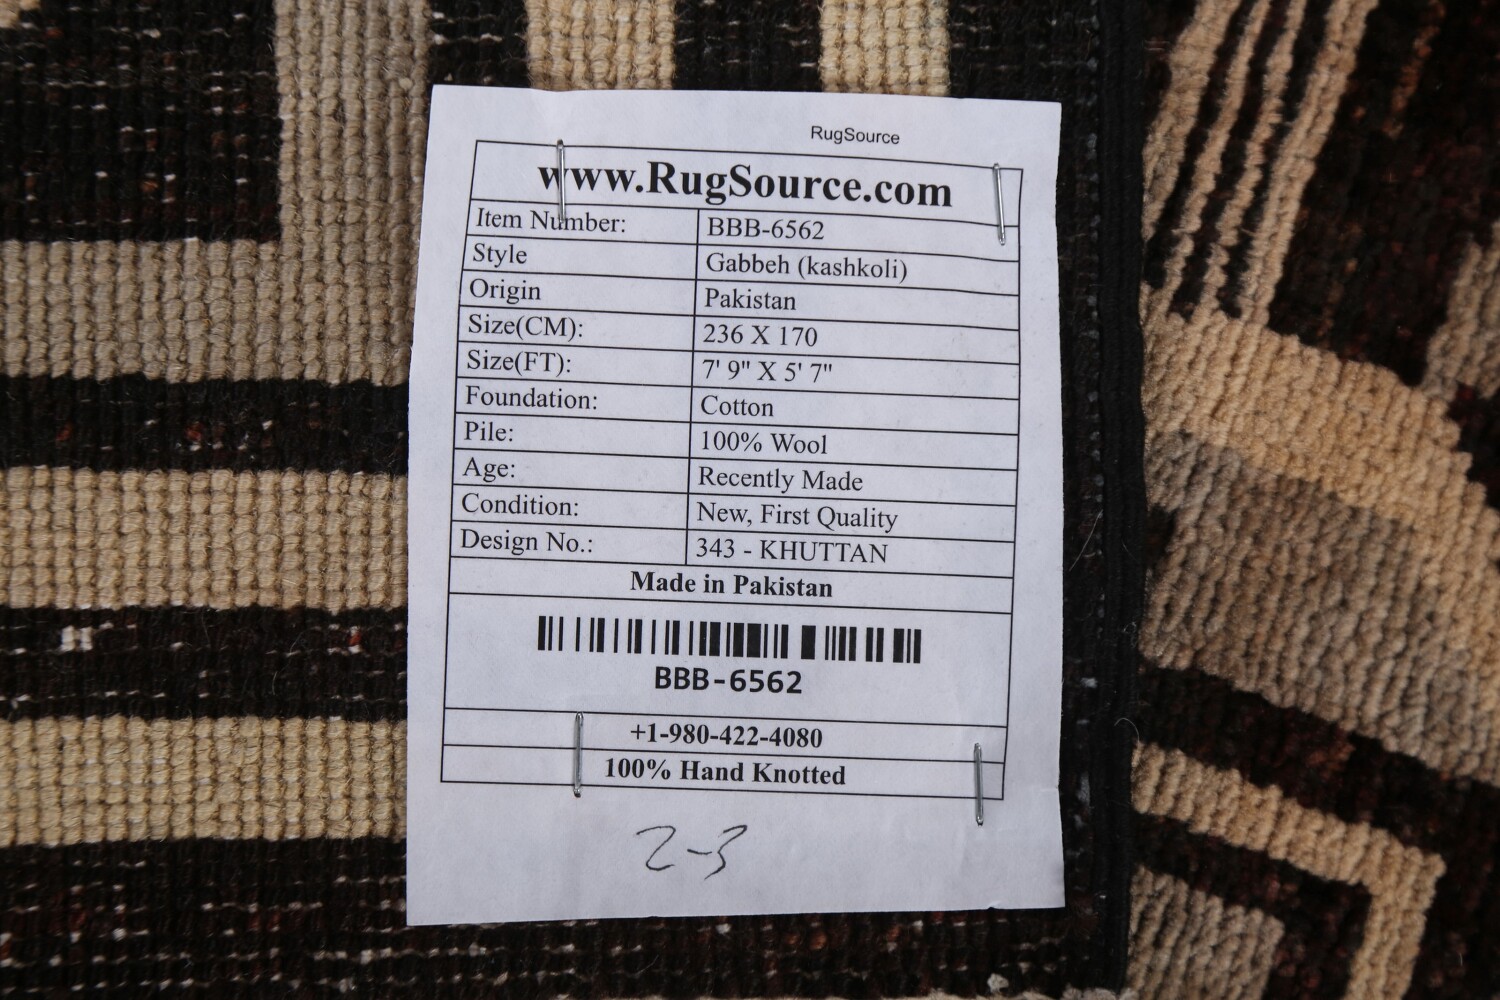 RugSource
www.RugSource.com
Item Number: BBB-6562
Style Gabbeh (kashkoli)
Origin Pakistan
Size(CM): 236 X 170
Size(FT): 7' 9" X 5' 7"
Foundation: Cotton
Pile: 100% Wool
Age: Recently Made
Condition: New, First Quality
Design No.: 343 - KHUTTAN
Made in Pakistan
BBB-6562
+1-980-422-4080
100% Hand Knotted
2-3